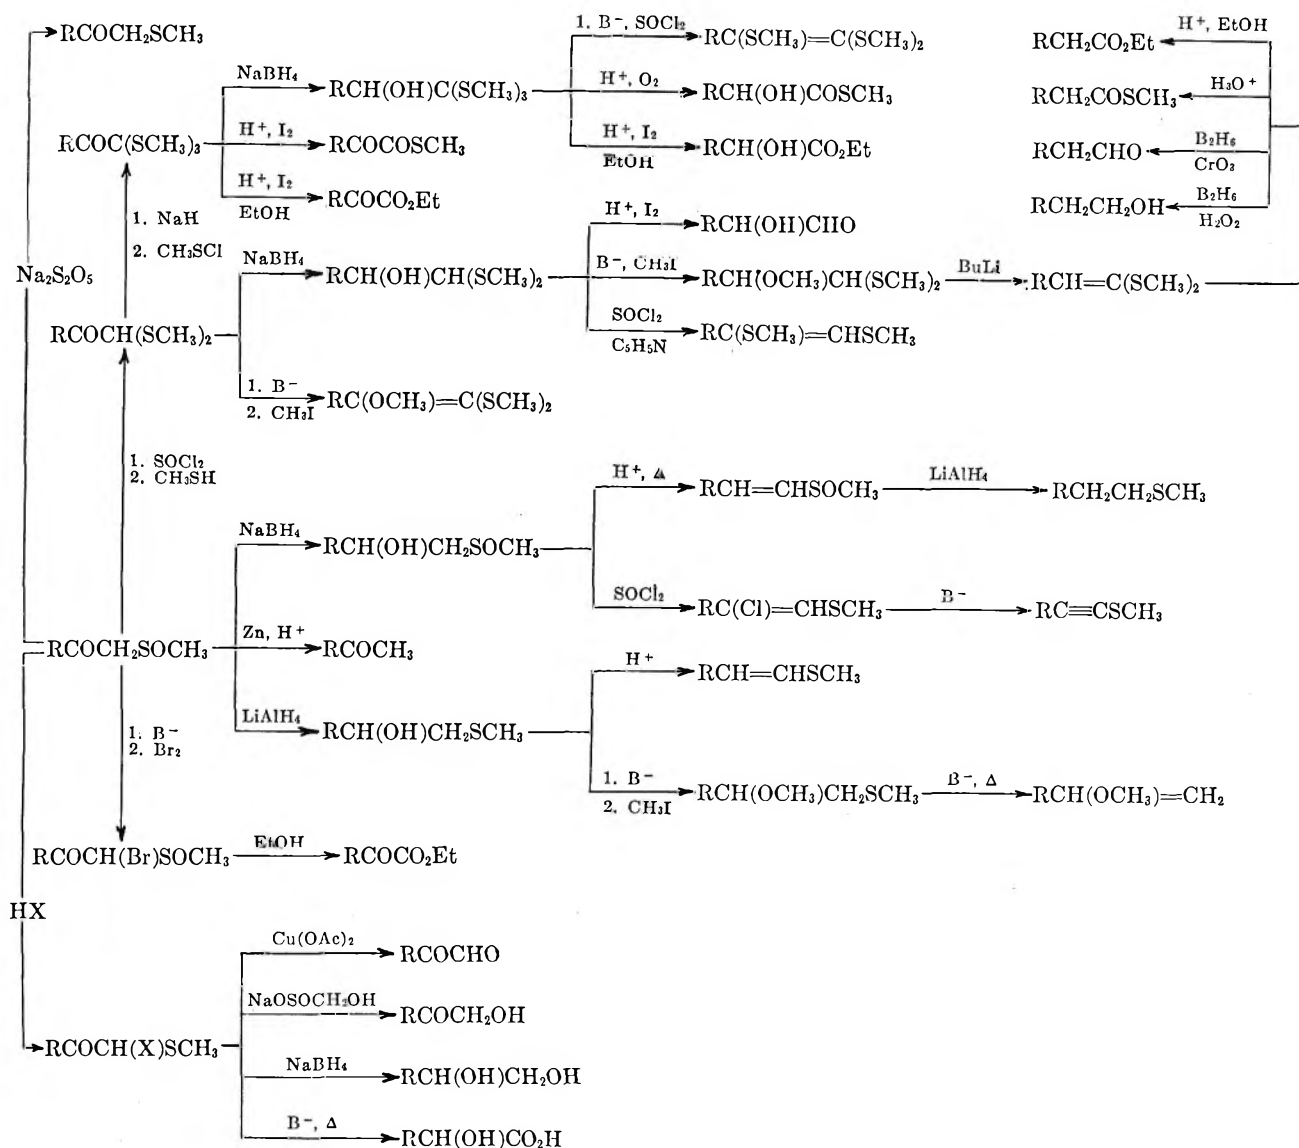 RCOCH₂SCH₃
1. B⁻, SOCl₂
RC(SCH₃)=C(SCH₃)₂
H⁺, EtOH
RCH₂CO₂Et
NaBH₄
RCH(OH)C(SCH₃)₃
H⁺, O₂
RCH(OH)COSCH₃
H₃O⁺
RCH₂COSCH₃
RCOC(SCH₃)₃
H⁺, I₂
RCOCOSCH₃
H⁺, I₂
EtOH
RCH(OH)CO₂Et
B₂H₆
CrO₃
RCH₂CHO
H⁺, I₂
EtOH
RCOCO₂Et
B₂H₆
H₂O₂
RCH₂CH₂OH
1. NaH
2. CH₃SCl
H⁺, I₂
RCH(OH)CHO
Na₂S₂O₅
NaBH₄
RCH(OH)CH(SCH₃)₂
B⁻, CH₃I
RCH(OCH₃)CH(SCH₃)₂
BuLi
RCH=C(SCH₃)₂
RCOCH(SCH₃)₂
SOCl₂
C₅H₅N
RC(SCH₃)=CHSCH₃
1. B⁻
2. CH₃I
RC(OCH₃)=C(SCH₃)₂
1. SOCl₂
2. CH₃SH
H⁺, Δ
RCH=CHSOCH₃
LiAlH₄
RCH₂CH₂SCH₃
NaBH₄
RCH(OH)CH₂SOCH₃
SOCl₂
RC(Cl)=CHSCH₃
B⁻
RC≡CSCH₃
RCOCH₂SOCH₃
Zn, H⁺
RCOCH₃
H⁺
RCH=CHSCH₃
LiAlH₄
RCH(OH)CH₂SCH₃
1. B⁻
2. Br₂
1. B⁻
2. CH₃I
RCH(OCH₃)CH₂SCH₃
B⁻, Δ
RCH(OCH₃)=CH₂
RCOCH(Br)SOCH₃
EtOH
RCOCO₂Et
HX
Cu(OAc)₂
RCOCHO
NaOSOCH₂OH
RCOCH₂OH
RCOCH(X)SCH₃
NaBH₄
RCH(OH)CH₂OH
B⁻, Δ
RCH(OH)CO₂H